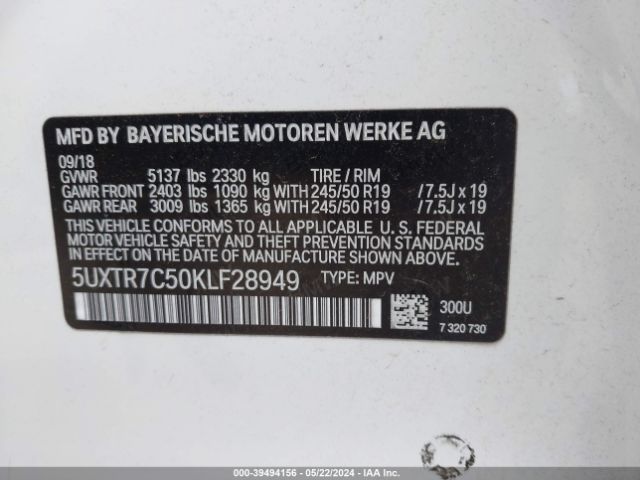 MFD BY BAYERISCHE MOTOREN WERKE AG
09/18
GVWR 5137 lbs 2330 kg TIRE / RIM
GAWR FRONT 2403 lbs 1090 kg WITH 245/50 R19 /7.5J x 19
GAWR REAR 3009 lbs 1365 kg WITH 245/50 R19 /7.5J x 19
THIS VEHICLE CONFORMS TO ALL APPLICABLE U. S. FEDERAL
MOTOR VEHICLE SAFETY AND THEFT PREVENTION STANDARDS
IN EFFECT ON THE DATE OF MANUFACTURE SHOWN ABOVE.
5UXTR7C50KLF28949 TYPE: MPV
300U
7 320 730
000-39494156 - 05/22/2024 - IAAI.COM